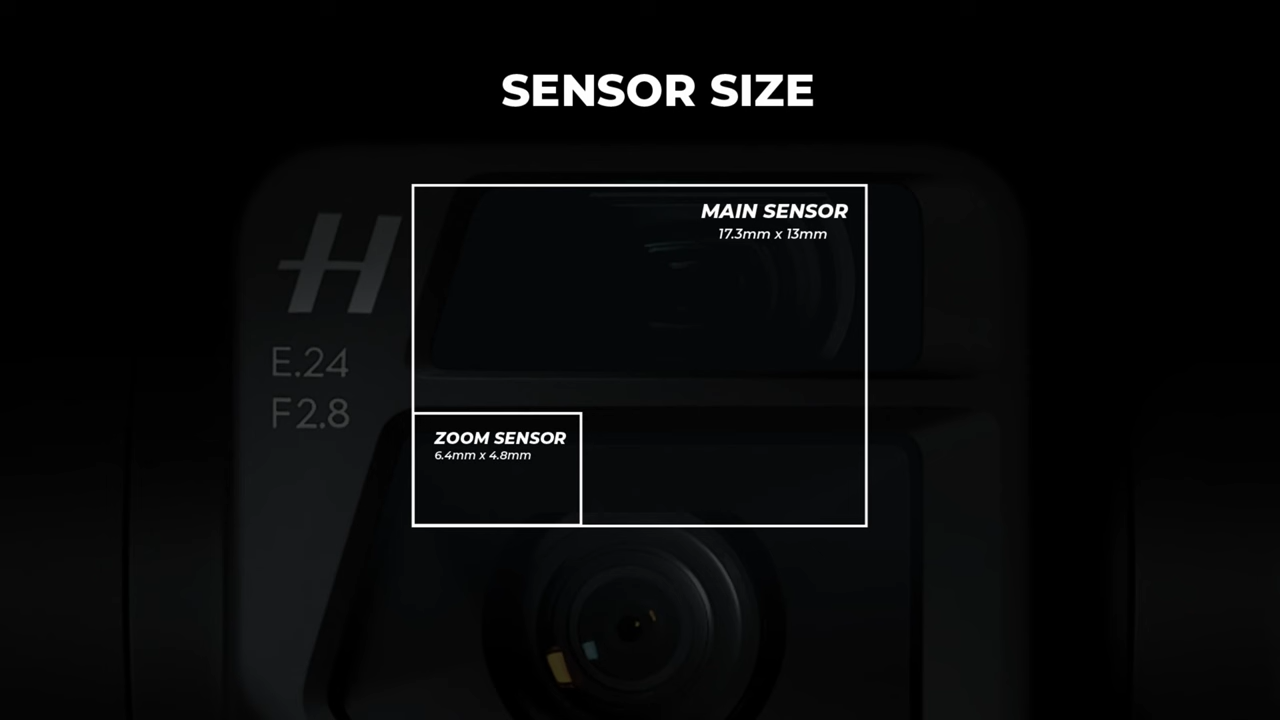 SENSOR SIZE
MAIN SENSOR
17.3mm x 13mm
H
E.24
F2.8
ZOOM SENSOR
6.4mm x 4.8mm